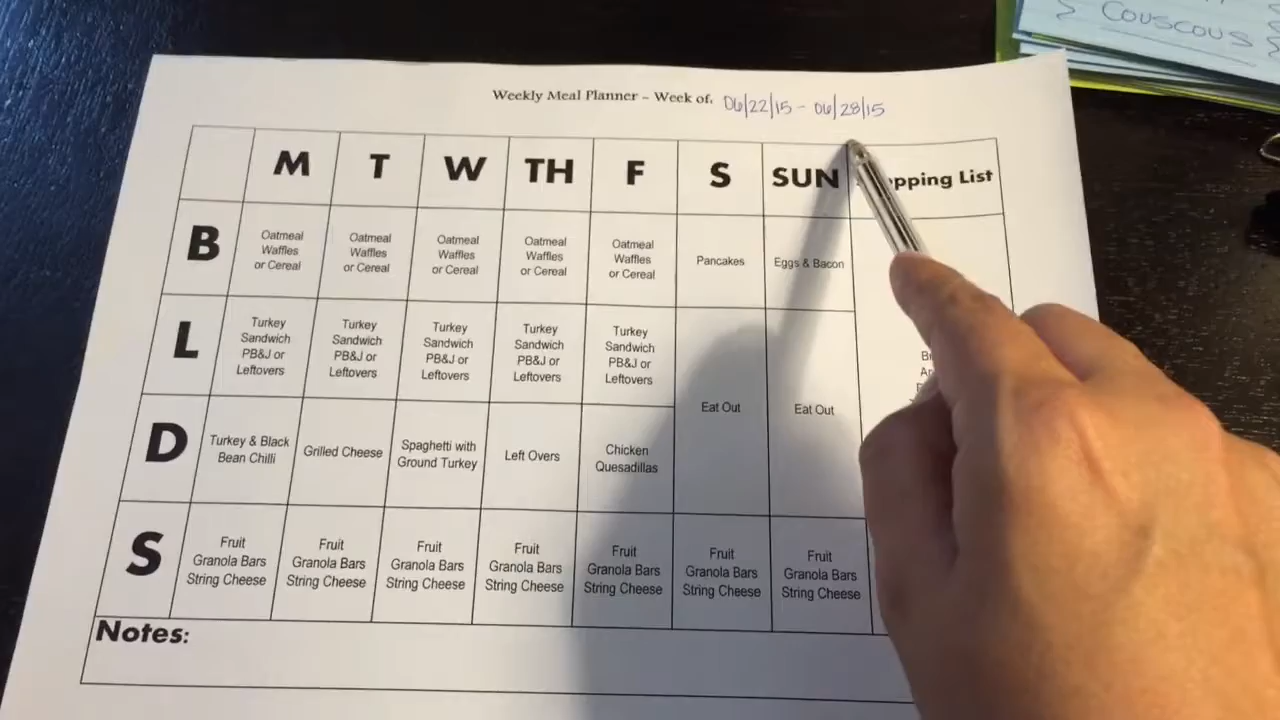 Couscous
Weekly Meal Planner – Week of: 06/22/15 - 06/28/15
M T W TH F S SUN pping List
B
Oatmeal
Waffles
or Cereal
Oatmeal
Waffles
or Cereal
Oatmeal
Waffles
or Cereal
Oatmeal
Waffles
or Cereal
Oatmeal
Waffles
or Cereal
Pancakes
Eggs & Bacon
L
Turkey
Sandwich
PB&J or
Leftovers
Turkey
Sandwich
PB&J or
Leftovers
Turkey
Sandwich
PB&J or
Leftovers
Turkey
Sandwich
PB&J or
Leftovers
Turkey
Sandwich
PB&J or
Leftovers
Eat Out
Eat Out
D
Turkey & Black
Bean Chilli
Grilled Cheese
Spaghetti with
Ground Turkey
Left Overs
Chicken
Quesadillas
S
Fruit
Granola Bars
String Cheese
Fruit
Granola Bars
String Cheese
Fruit
Granola Bars
String Cheese
Fruit
Granola Bars
String Cheese
Fruit
Granola Bars
String Cheese
Fruit
Granola Bars
String Cheese
Fruit
Granola Bars
String Cheese
Notes: